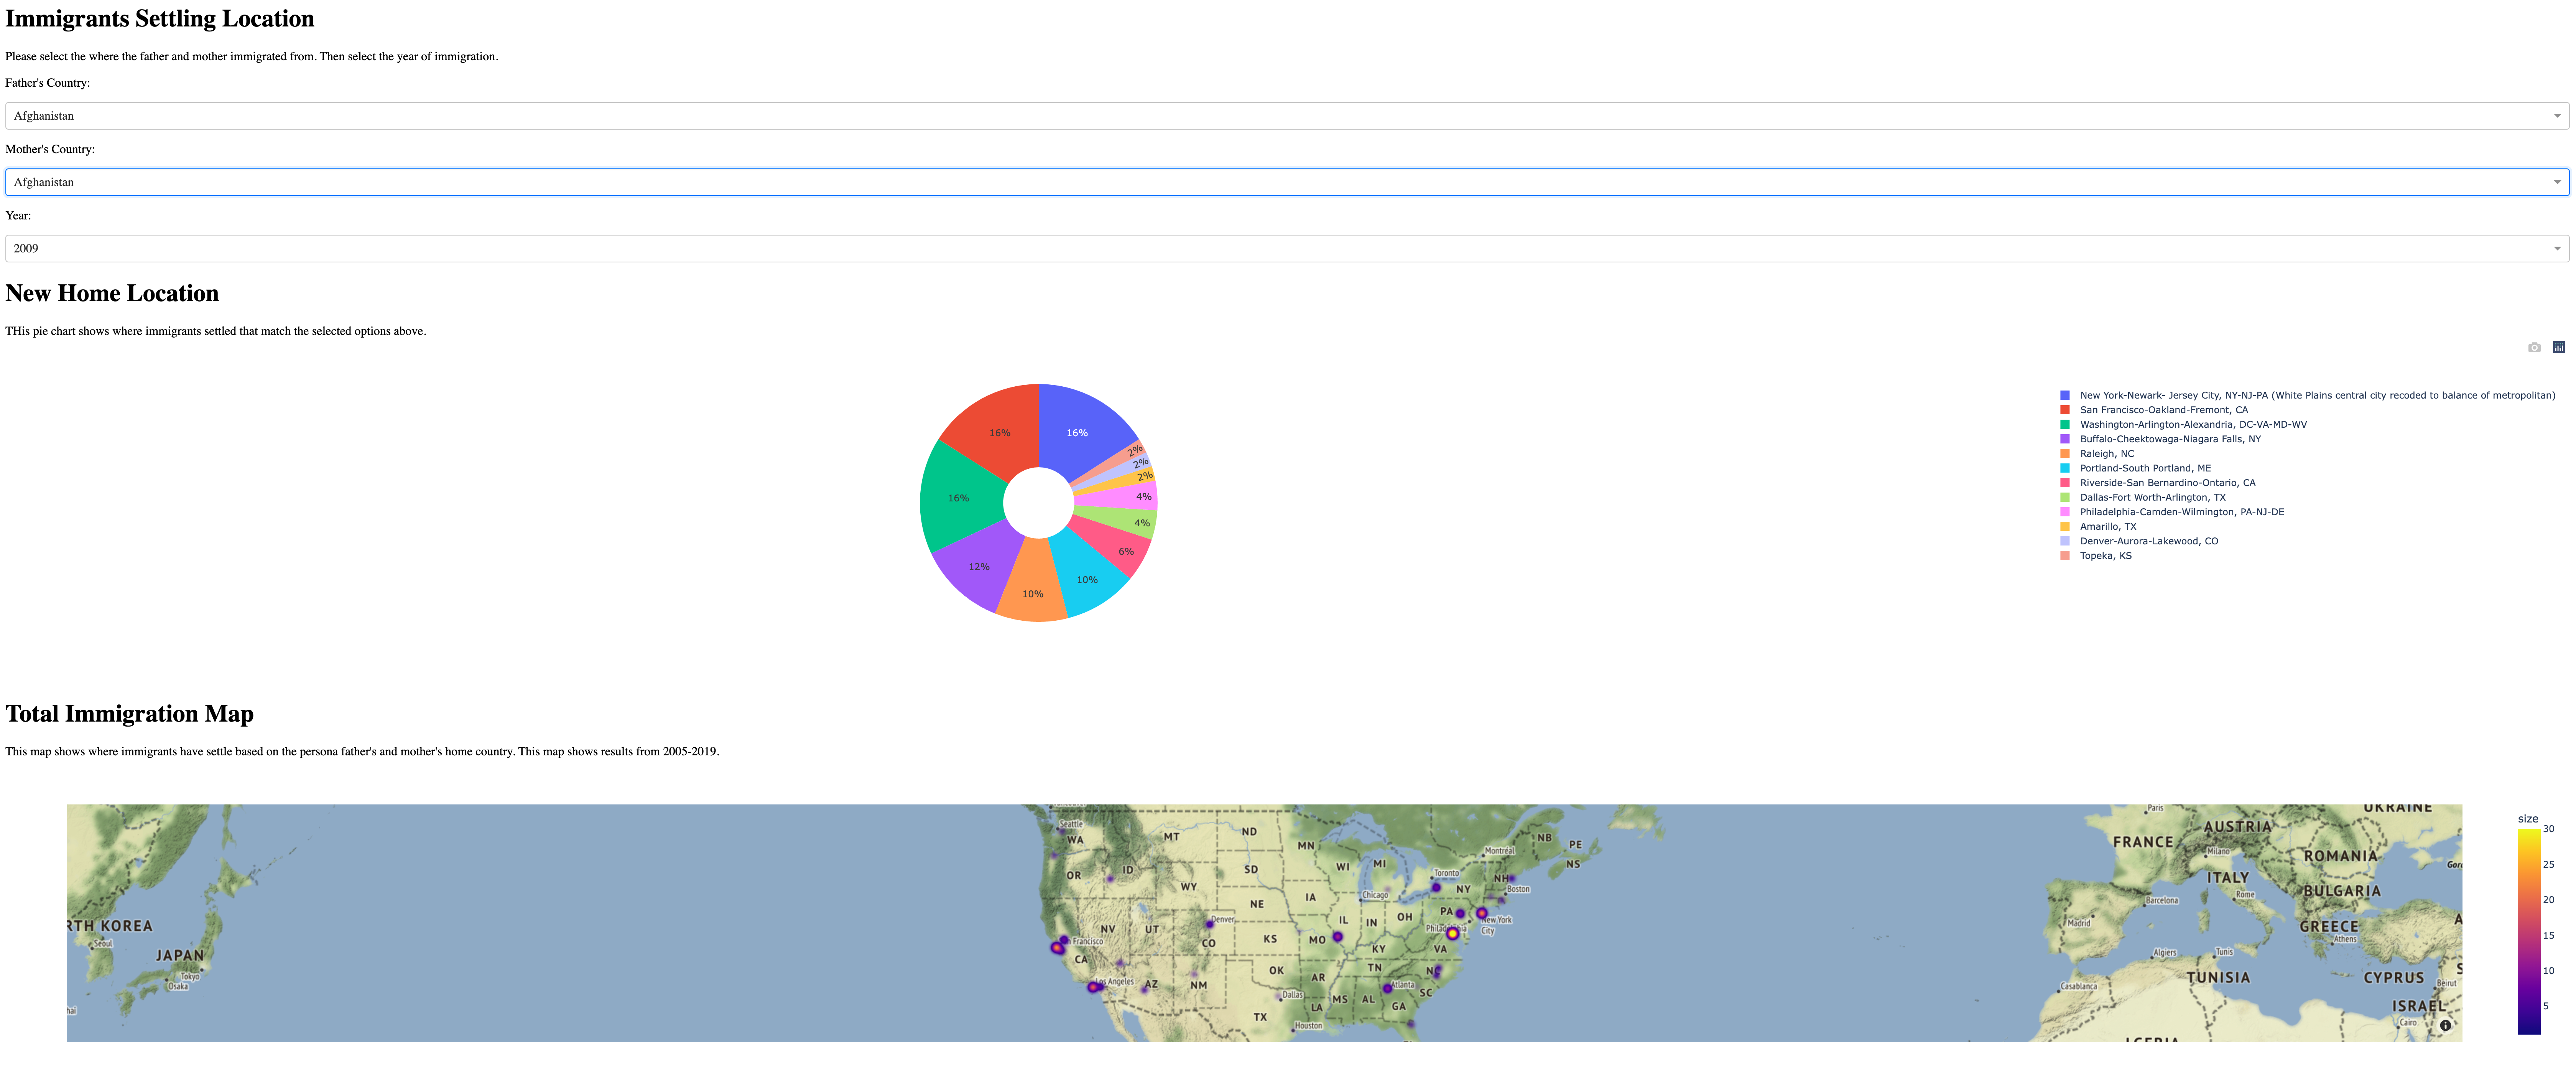 Immigrants Settling Location
Please select the where the father and mother immigrated from. Then select the year of immigration.
Father's Country:
Afghanistan
Mother's Country:
Afghanistan
Year:
2009
New Home Location
THis pie chart shows where immigrants settled that match the selected options above.
16%
16%
2%
2%
2%
4%
4%
6%
10%
10%
12%
16%
New York-Newark- Jersey City, NY-NJ-PA (White Plains central city recoded to balance of metropolitan)
San Francisco-Oakland-Fremont, CA
Washington-Arlington-Alexandria, DC-VA-MD-WV
Buffalo-Cheektowaga-Niagara Falls, NY
Raleigh, NC
Portland-South Portland, ME
Riverside-San Bernardino-Ontario, CA
Dallas-Fort Worth-Arlington, TX
Philadelphia-Camden-Wilmington, PA-NJ-DE
Amarillo, TX
Denver-Aurora-Lakewood, CO
Topeka, KS
Total Immigration Map
This map shows where immigrants have settle based on the persona father's and mother's home country. This map shows results from 2005-2019.
RTH KOREA
Seoul
JAPAN
Tokyo
Osaka
hai
Seattle
WA
MT
ND
MN
OR
ID
WY
SD
WI
MI
Toronto
Montréal
NB
PE
NS
NH
Boston
NY
NE
IA
Chicago
IL
IN
OH
PA
New York
City
Denver
NV
UT
CO
KS
MO
KY
VA
Francisco
CA
Los Angeles
AZ
NM
OK
AR
TN
Atlanta
SC
MS
AL
GA
Dallas
LA
TX
Houston
Paris
FRANCE
AUSTRIA
Milano
UKRAINE
ROMANIA
ITALY
Rome
BULGARIA
Barcelona
Madrid
GREECE
Athens
Algiers
Tunis
TUNISIA
CYPRUS
Casablanca
Beirut
ISRAEL
Cairo
size
30
25
20
15
10
5